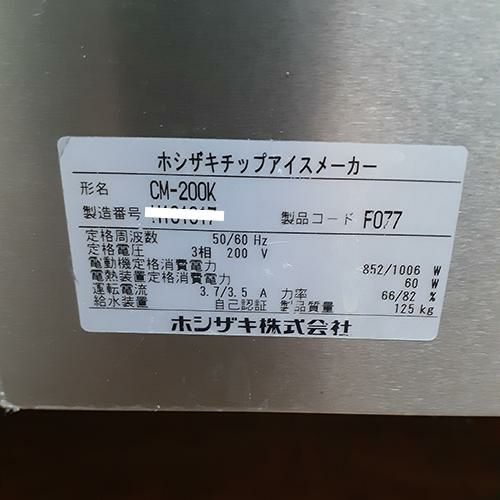 ホシザキチップアイスメーカー
形名 CM-200K
製造番号 製品コード F077
定格周波数 50/60 Hz
定格電圧 3相 200 V
電動機定格消費電力 852/1006 W
電熱装置定格消費電力 60 W
運転電流 3.7/3.5 A 力率 66/82 %
給水装置 自己認証 製品質量 125 kg
ホシザキ株式会社